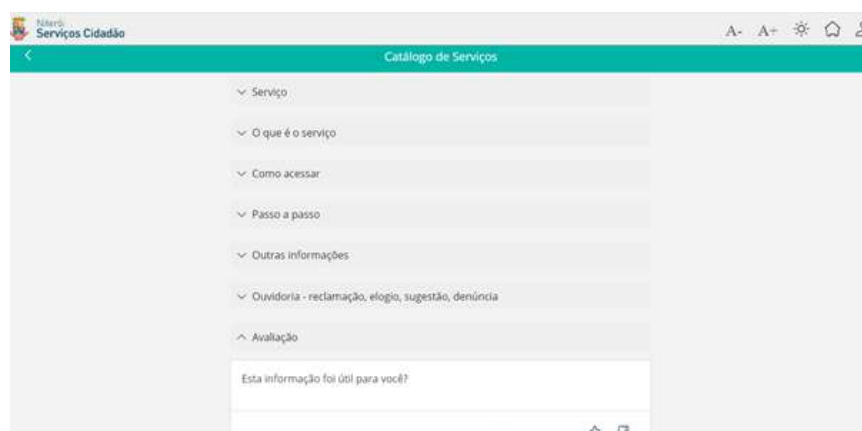 Niterói
Serviços Cidadão
A- A+
Catálogo de Serviços
Serviço
O que é o serviço
Como acessar
Passo a passo
Outras informações
Ouvidoria - reclamação, elogio, sugestão, denúncia
Avaliação
Esta informação foi útil para você?